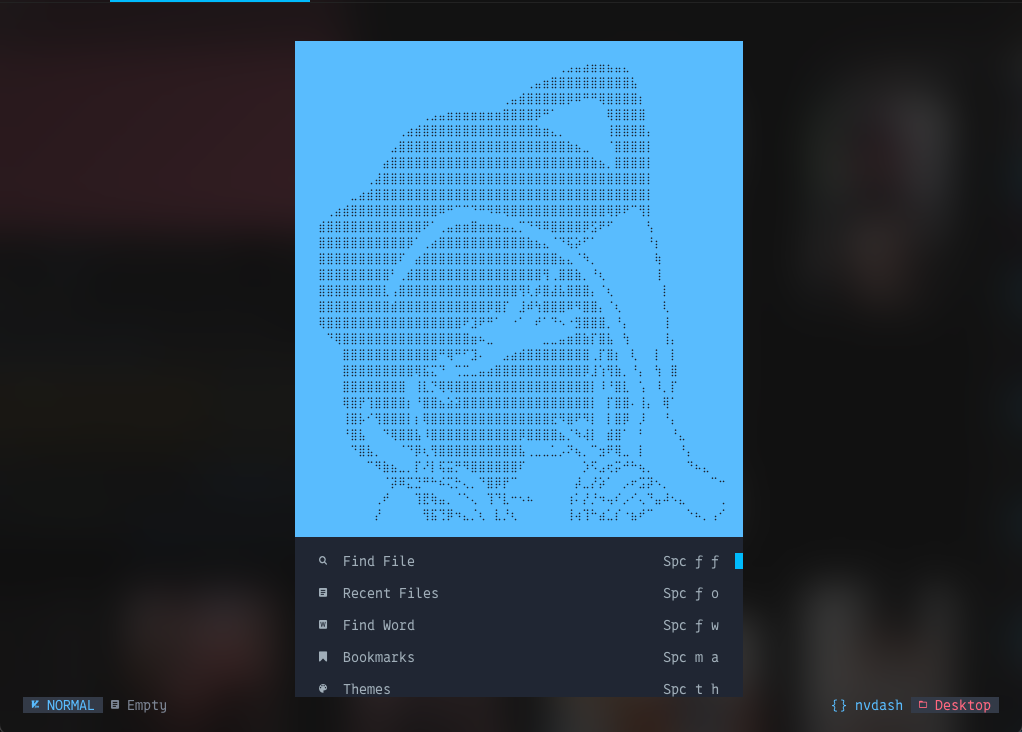 Find File Spc ƒ ƒ
Recent Files Spc ƒ o
Find Word Spc ƒ w
Bookmarks Spc m a
Themes Spc t h
NORMAL Empty {} nvdash Desktop